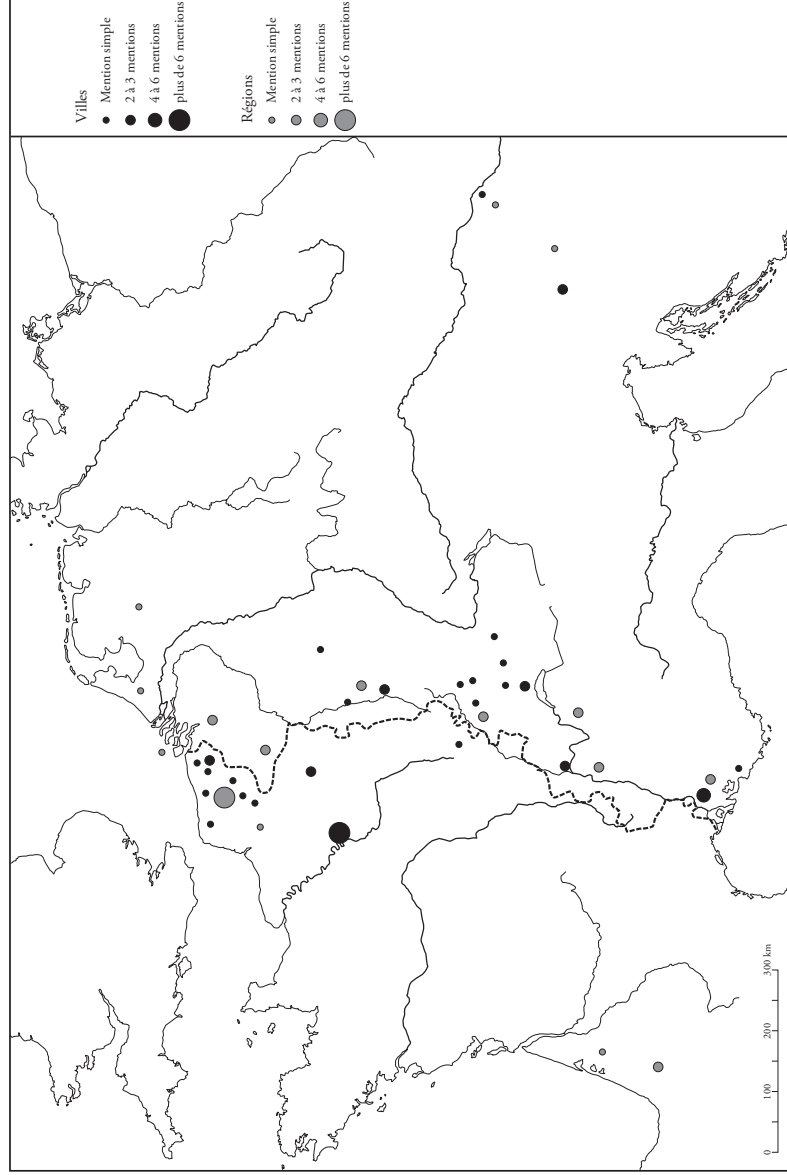 Villes
Mention simple
2 à 3 mentions
4 à 6 mentions
plus de 6 mentions
Régions
Mention simple
2 à 3 mentions
4 à 6 mentions
plus de 6 mentions
0 100 200 300 km